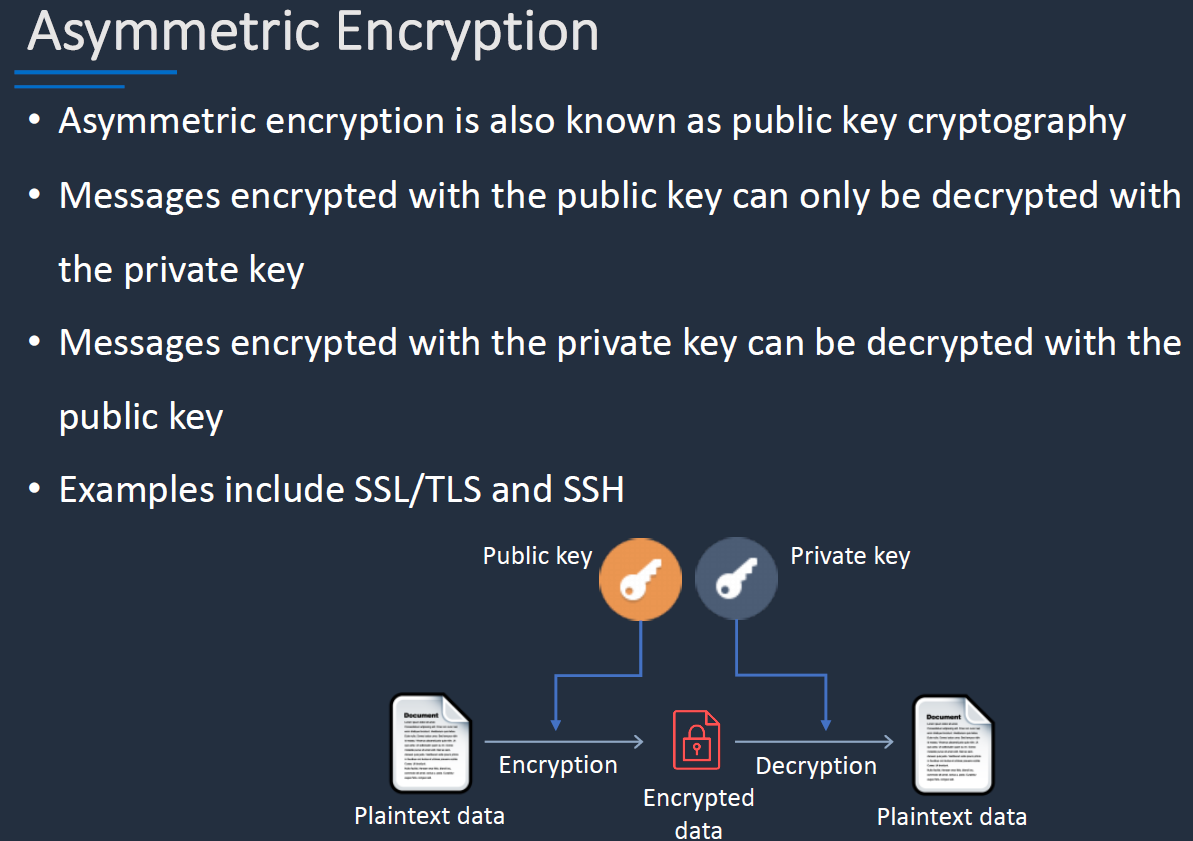 Asymmetric Encryption
• Asymmetric encryption is also known as public key cryptography
• Messages encrypted with the public key can only be decrypted with
the private key
• Messages encrypted with the private key can be decrypted with the
public key
• Examples include SSL/TLS and SSH
Public key
Private key
Document
Document
Encryption
Decryption
Encrypted
data
Plaintext data
Plaintext data